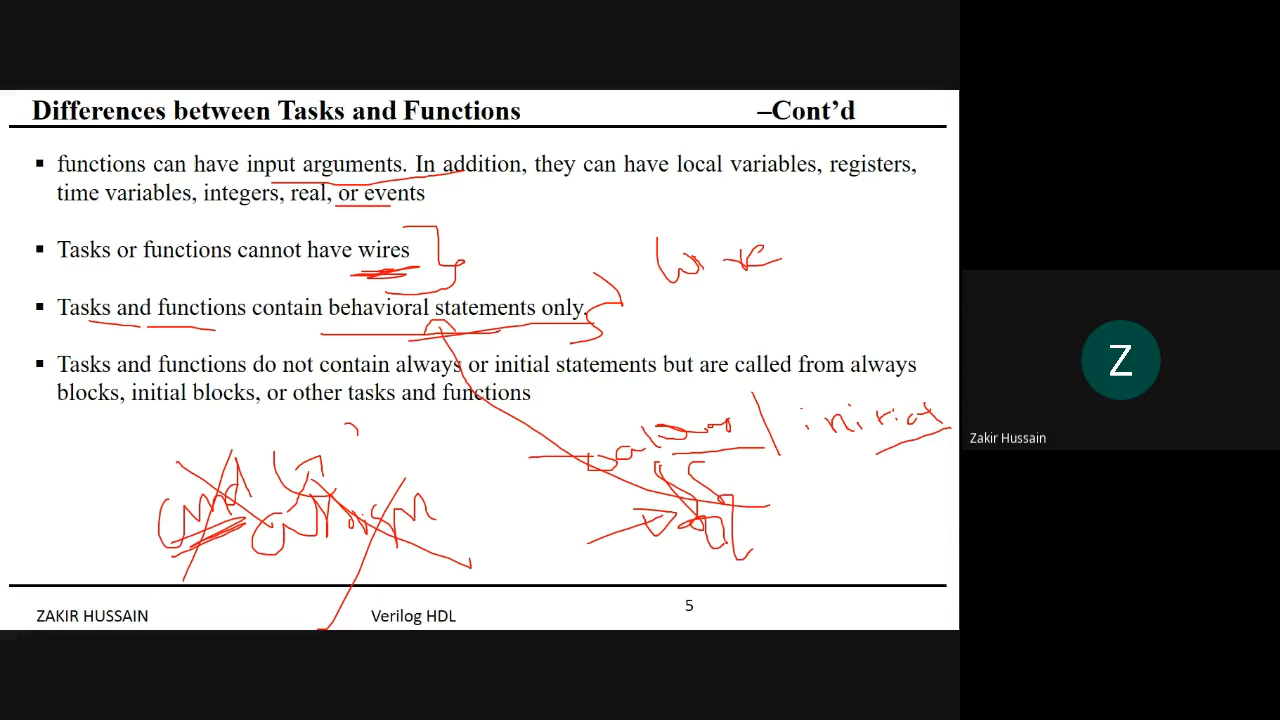 Differences between Tasks and Functions –Cont’d
▪ functions can have input arguments. In addition, they can have local variables, registers,
time variables, integers, real, or events
▪ Tasks or functions cannot have wires
wire
▪ Tasks and functions contain behavioral statements only.
▪ Tasks and functions do not contain always or initial statements but are called from always
blocks, initial blocks, or other tasks and functions
initial
Z
Zakir Hussain
ZAKIR HUSSAIN Verilog HDL 5